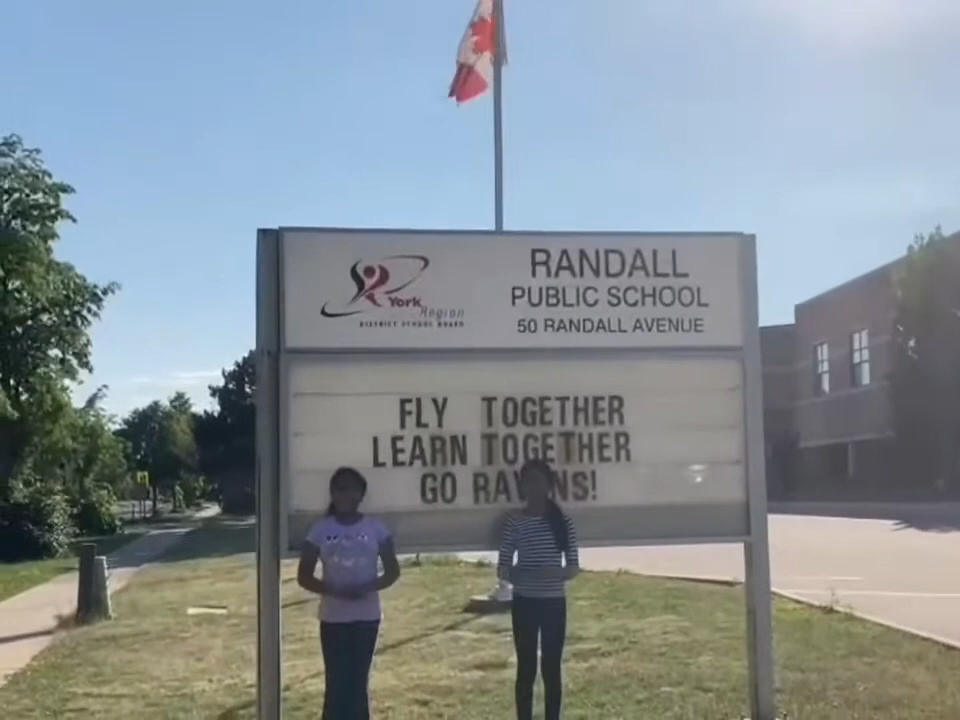 York
Region
DISTRICT SCHOOL BOARD
RANDALL
PUBLIC SCHOOL
50 RANDALL AVENUE
FLY TOGETHER
LEARN TOGETHER
GO RAVENS!